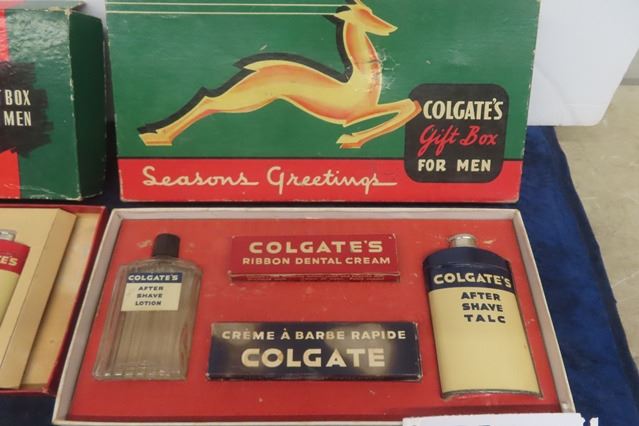 T BOX
MEN
COLGATE'S
Gift Box
FOR MEN
Seasons Greetings
COLGATE'S
AFTER
SHAVE
LOTION
COLGATE'S
RIBBON DENTAL CREAM
CRÈME À BARBE RAPIDE
COLGATE
COLGATE'S
AFTER
SHAVE
TALC